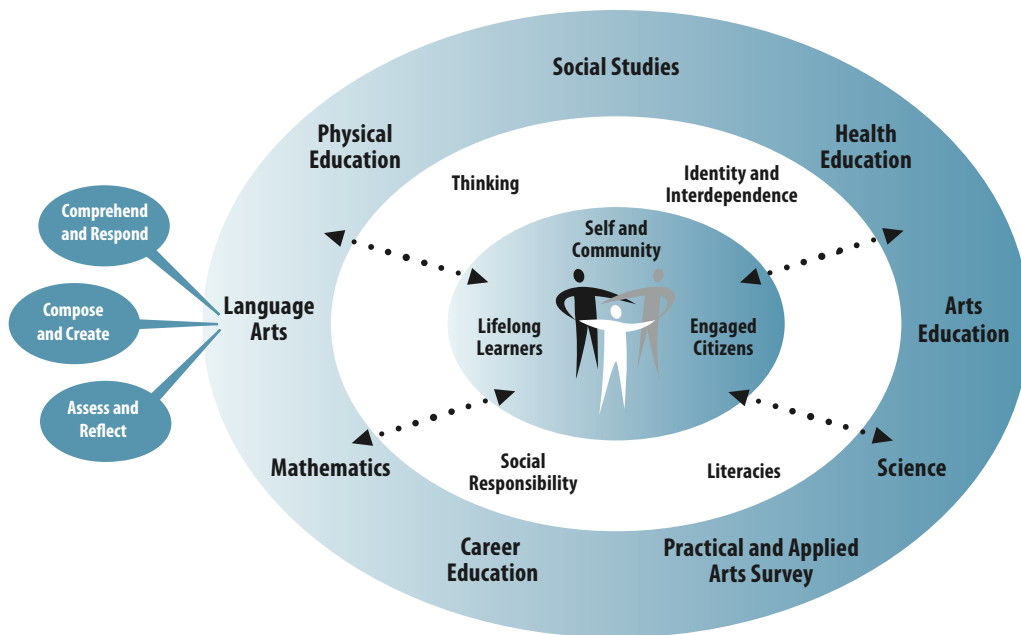 Social Studies
Physical
Education
Health
Education
Thinking
Identity and
Interdependence
Comprehend
and Respond
Self and
Community
Compose
and Create
Language
Arts
Lifelong
Learners
Engaged
Citizens
Arts
Education
Assess and
Reflect
Mathematics
Social
Responsibility
Literacies
Science
Career
Education
Practical and Applied
Arts Survey